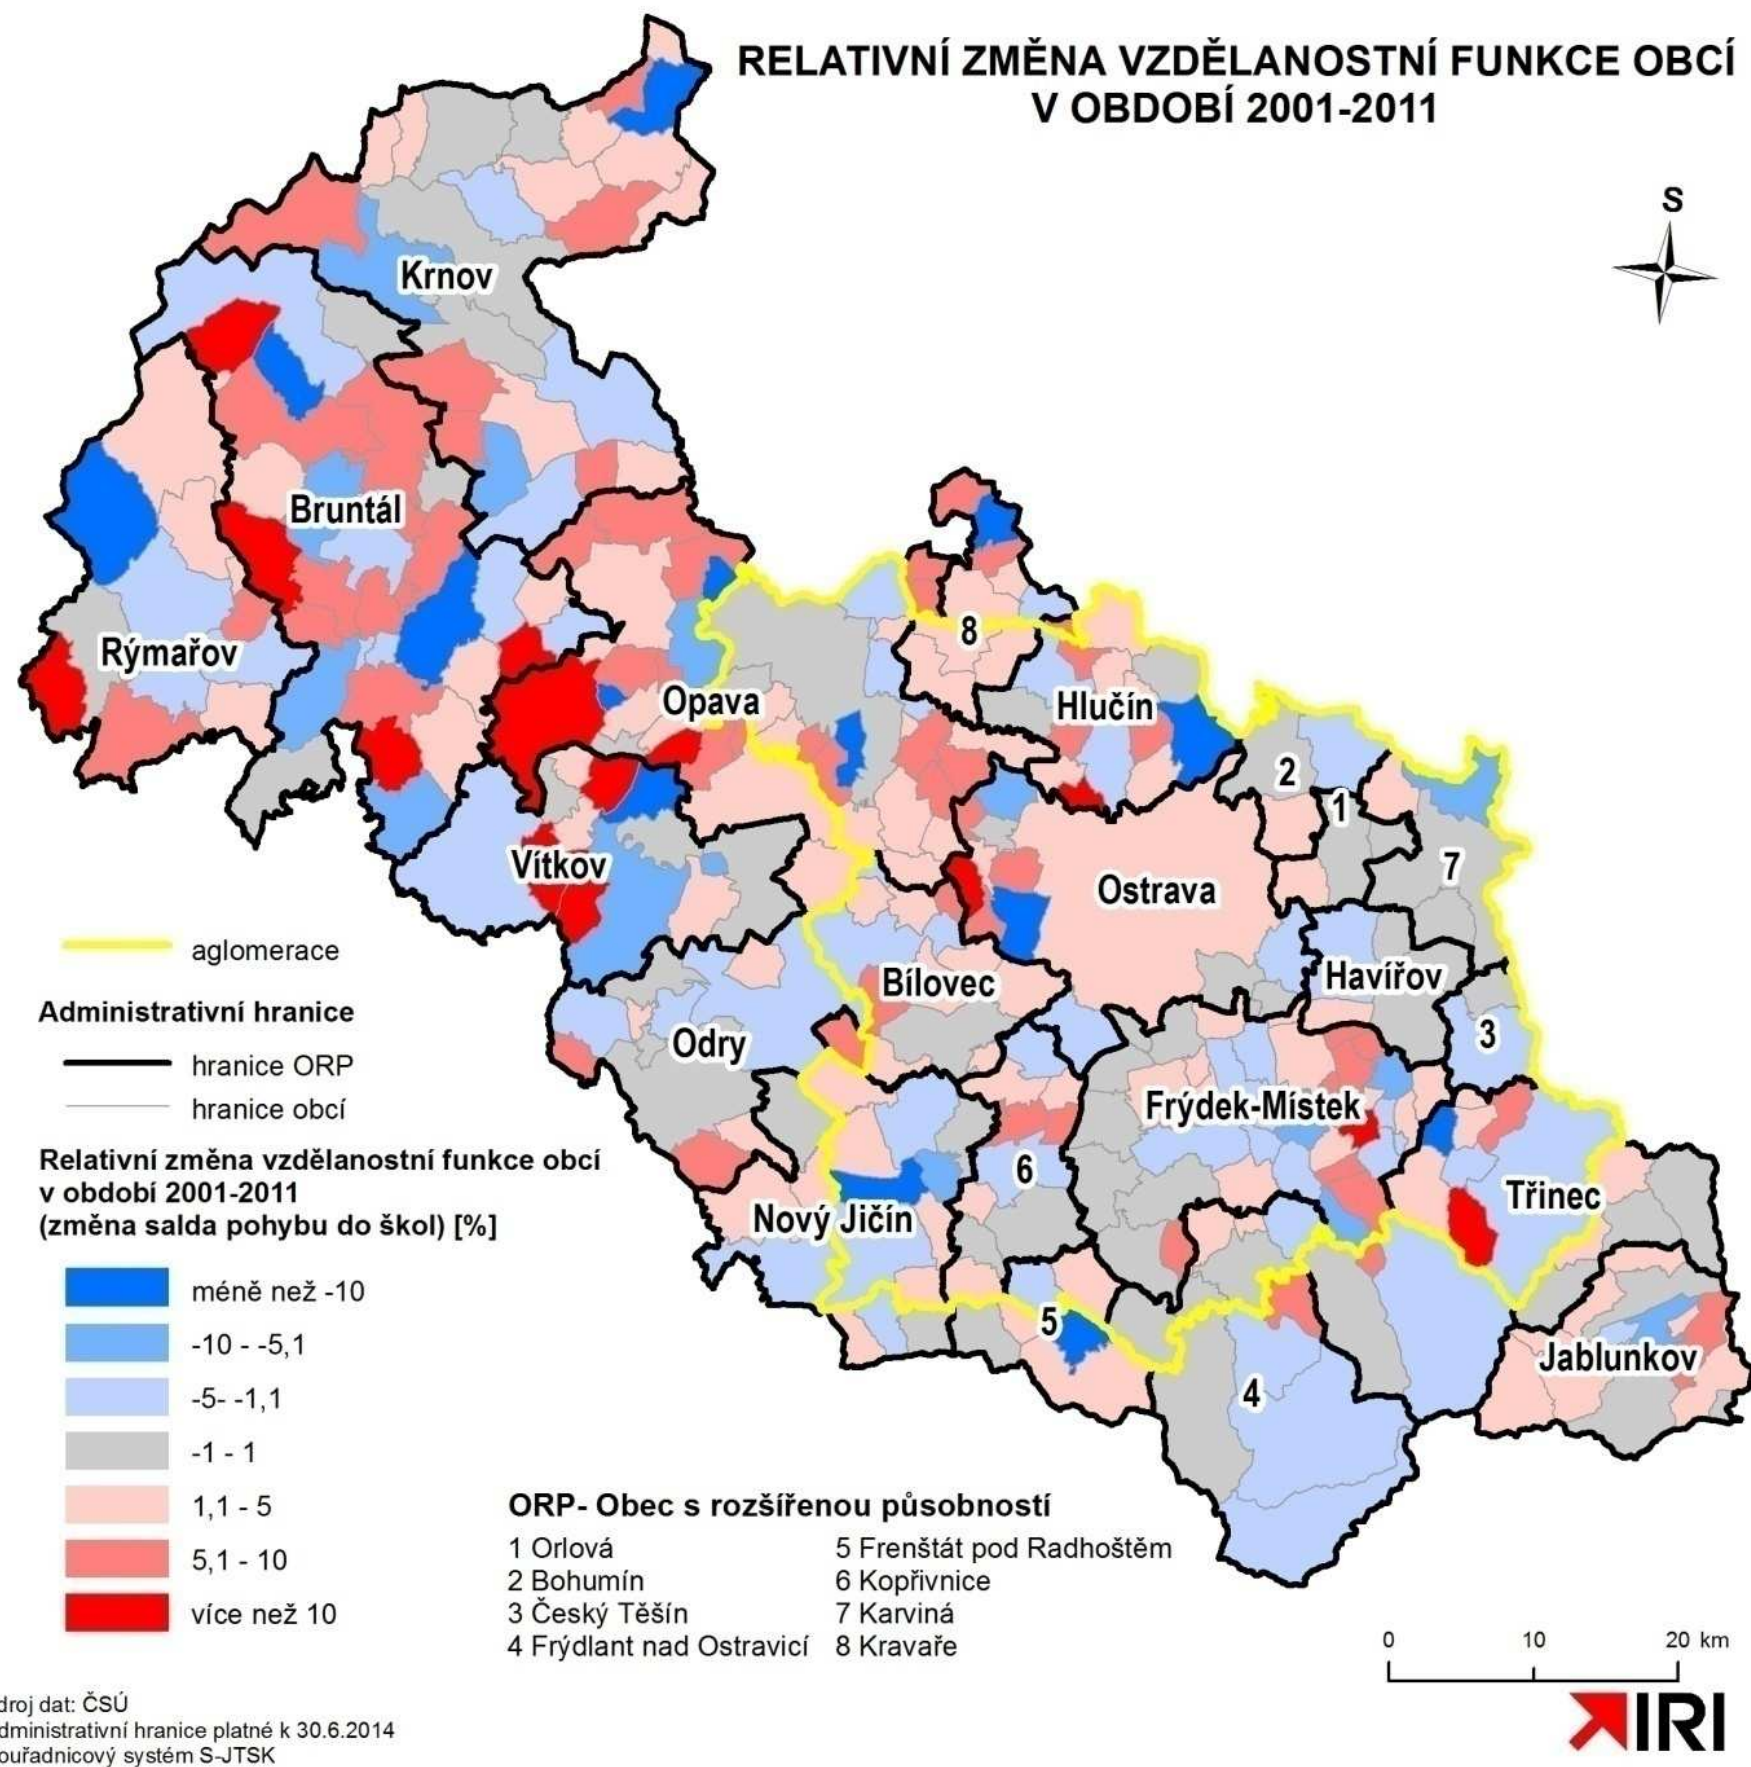 RELATIVNÍ ZMĚNA VZDĚLANOSTNÍ FUNKCE OBCÍ
V OBDOBÍ 2001-2011
S
Krnov
Bruntál
Rýmařov
8
Opava
Hlučín
2
1
7
Vítkov
Ostrava
Bílovec
Havířov
Odry
3
Frýdek-Místek
6
Třinec
Nový Jičín
5
Jablunkov
4
aglomerace
Administrativní hranice
hranice ORP
hranice obcí
Relativní změna vzdělanostní funkce obcí
v období 2001-2011
(změna salda pohybu do škol) [%]
méně než -10
-10 - -5,1
-5- -1,1
-1 - 1
1,1 - 5
5,1 - 10
více než 10
ORP- Obec s rozšířenou působností
1 Orlová
2 Bohumín
3 Český Těšín
4 Frýdlant nad Ostravicí
5 Frenštát pod Radhoštěm
6 Kopřivnice
7 Karviná
8 Kravaře
0 10 20 km
droj dat: ČSÚ
dministrativní hranice platné k 30.6.2014
ouřadnicový systém S-JTSK
IRI